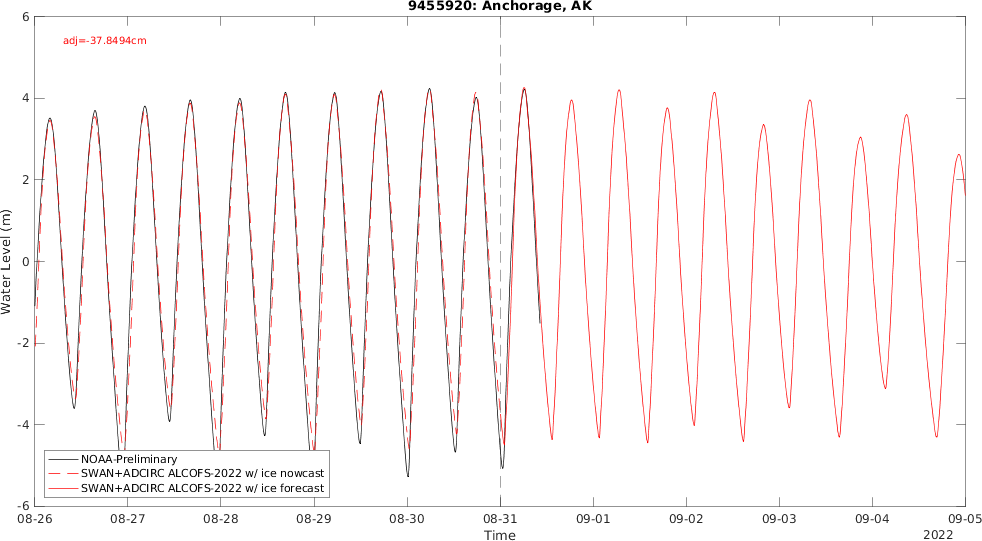 9455920: Anchorage, AK
adj=-37.8494cm
6
4
2
0
-2
-4
-6
Water Level (m)
NOAA-Preliminary
SWAN+ADCIRC ALCOFS-2022 w/ ice nowcast
SWAN+ADCIRC ALCOFS-2022 w/ ice forecast
08-26 08-27 08-28 08-29 08-30 08-31 09-01 09-02 09-03 09-04 09-05
Time
2022